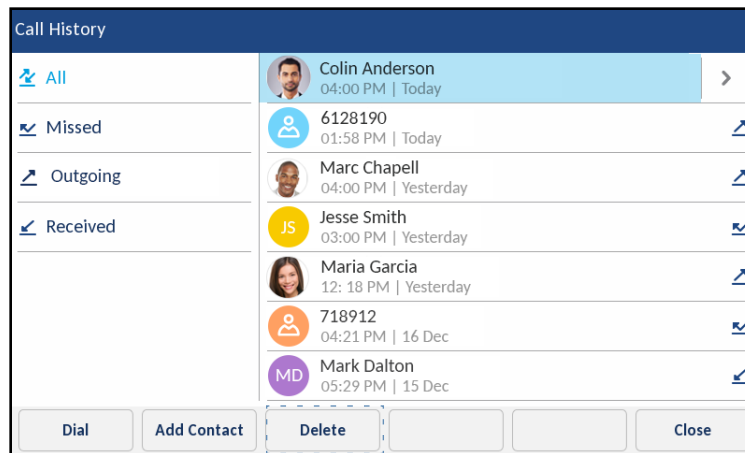 Call History
All
Missed
Outgoing
Received
Colin Anderson
04:00 PM | Today
6128190
01:58 PM | Today
Marc Chapell
04:00 PM | Yesterday
JS
Jesse Smith
03:00 PM | Yesterday
Maria Garcia
12: 18 PM | Yesterday
718912
04:21 PM | 16 Dec
MD
Mark Dalton
05:29 PM | 15 Dec
Dial
Add Contact
Delete
Close